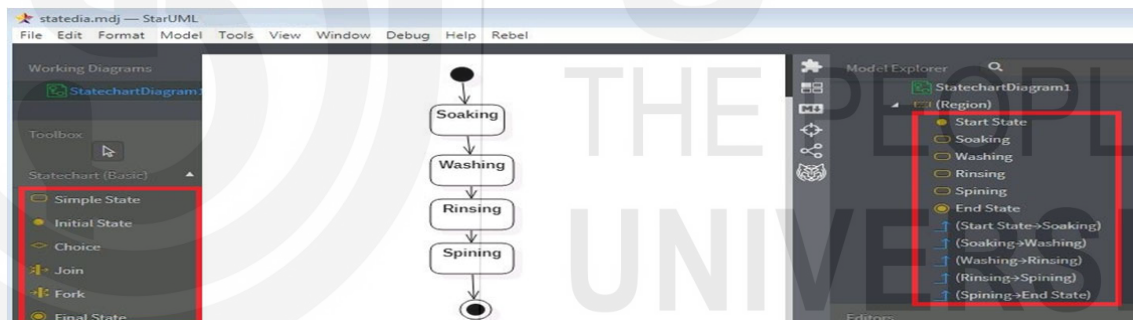 statedia.mdj — StarUML
File Edit Format Model Tools View Window Debug Help Rebel
Working Diagrams
StatechartDiagram1
Toolbox
Statechart (Basic)
Simple State
Initial State
Choice
Join
Fork
Final State
Soaking
Washing
Rinsing
Spining
M↓
Model Explorer
StatechartDiagram1
(Region)
Start State
Soaking
Washing
Rinsing
Spining
End State
(Start State→Soaking)
(Soaking→Washing)
(Washing→Rinsing)
(Rinsing→Spining)
(Spining→End State)
Editors
THE PEOPL
UNIVERS